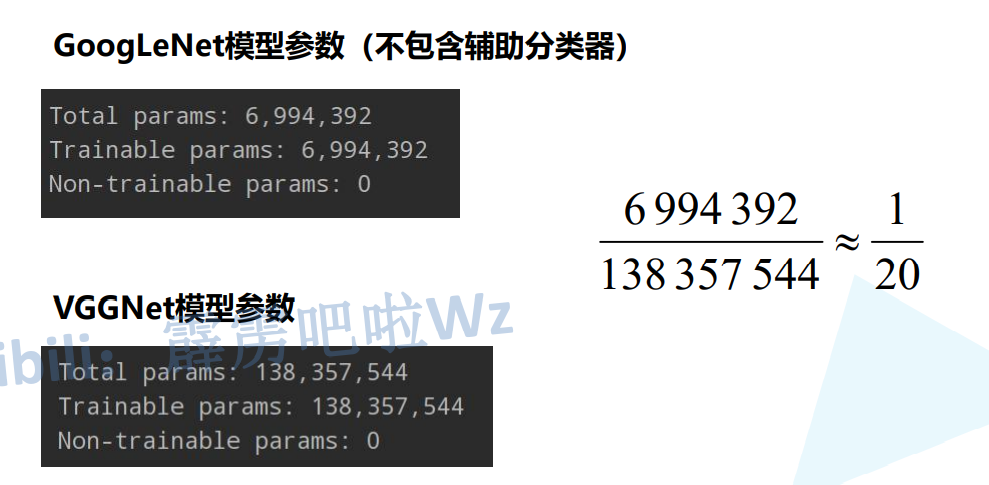 GoogLeNet模型参数（不包含辅助分类器）
Total params: 6,994,392
Trainable params: 6,994,392
Non-trainable params: 0
6 994 392
138 357 544
≈
1
20
VGGNet模型参数
ibili: 霹雳吧啦Wz
Total params: 138,357,544
Trainable params: 138,357,544
Non-trainable params: 0